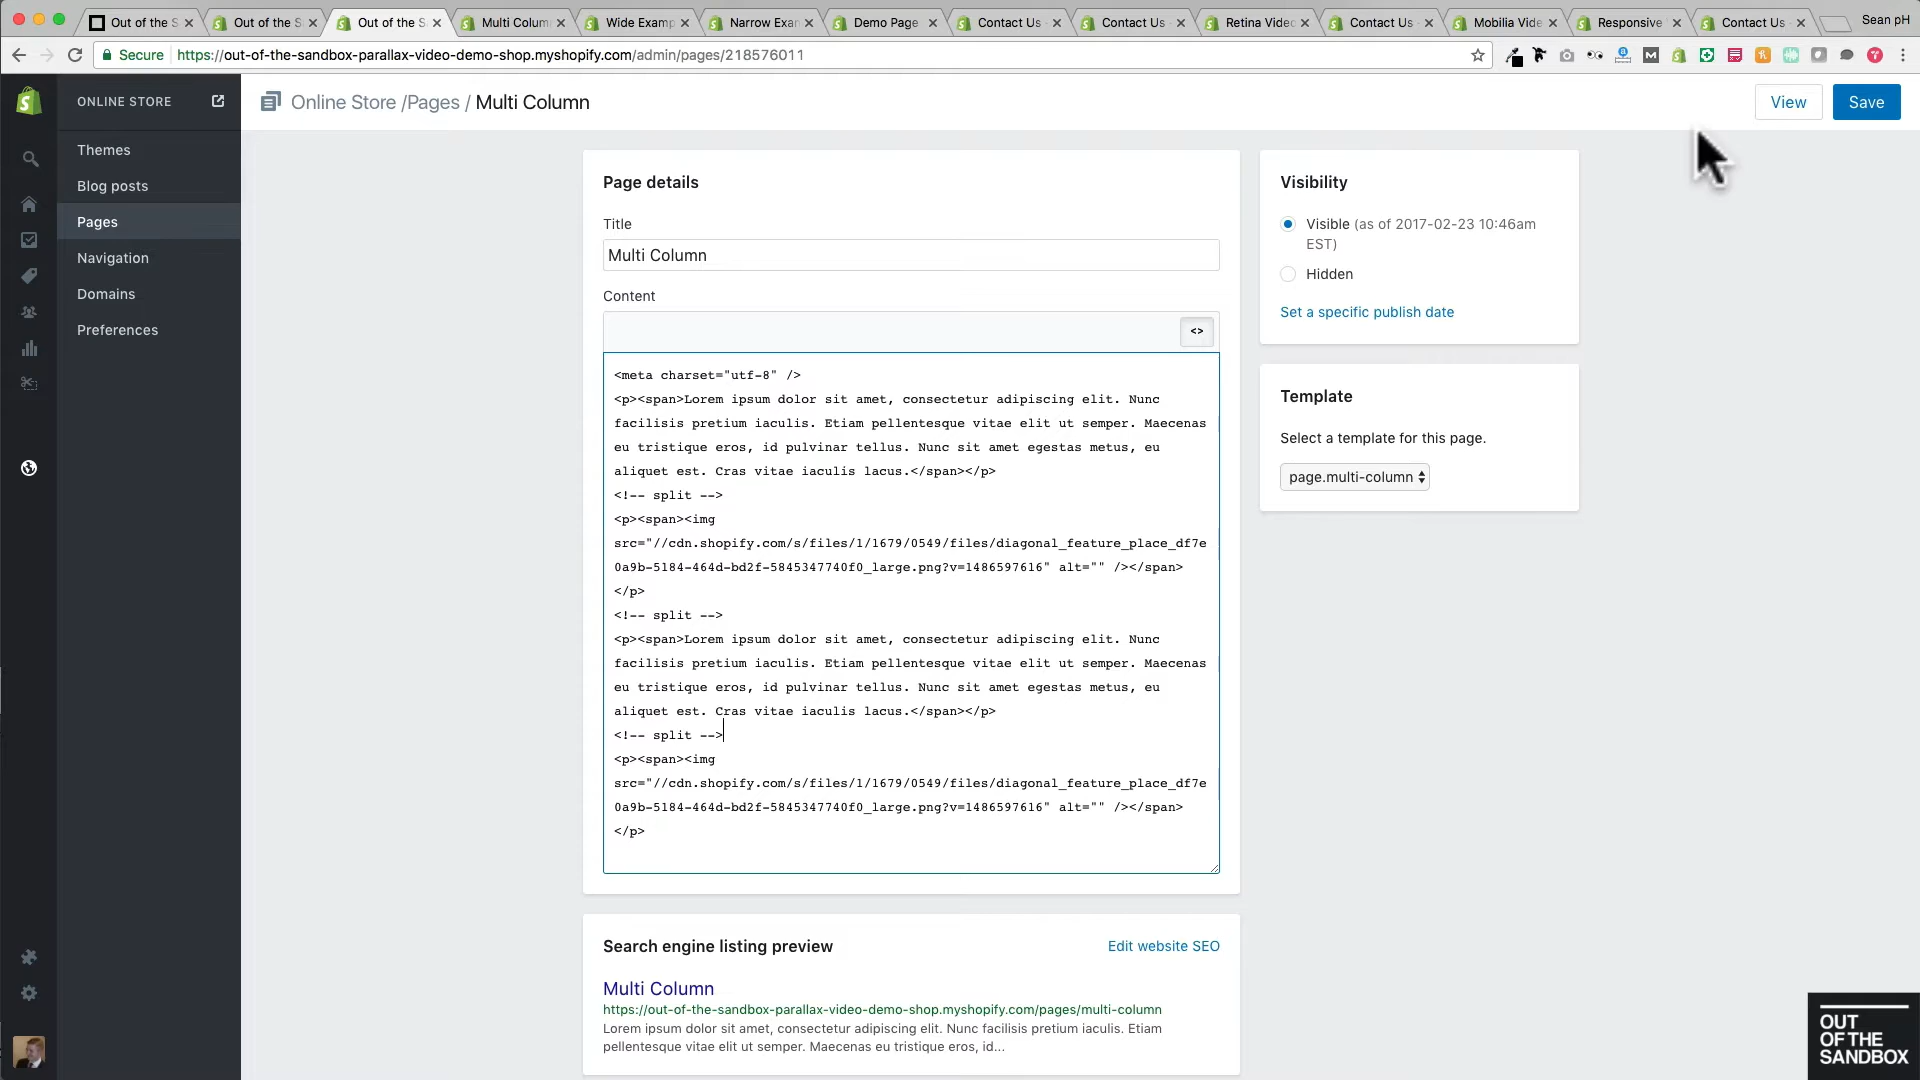 Out of the S
Out of the S
Out of the S
Multi Colum
Wide Examp
Narrow Exa
Demo Page
Contact Us
Contact Us
Retina Vide
Contact Us
Mobilia Vide
Responsive
Contact Us
Sean pH
Secure
https://out-of-the-sandbox-parallax-video-demo-shop.myshopify.com/admin/pages/218576011
ONLINE STORE
Online Store /Pages / Multi Column
View
Save
Themes
Blog posts
Pages
Navigation
Domains
Preferences
Page details
Title
Multi Column
Content
<>
<meta charset="utf-8" />
<p><span>Lorem ipsum dolor sit amet, consectetur adipiscing elit. Nunc
facilisis pretium iaculis. Etiam pellentesque vitae elit ut semper. Maecenas
eu tristique eros, id pulvinar tellus. Nunc sit amet egestas metus, eu
aliquet est. Cras vitae iaculis lacus.</span></p>
<!-- split -->
<p><span><img
src="//cdn.shopify.com/s/files/1/1679/0549/files/diagonal_feature_place_df7e
0a9b-5184-464d-bd2f-5845347740f0_large.png?v=1486597616" alt="" /></span>
</p>
<!-- split -->
<p><span>Lorem ipsum dolor sit amet, consectetur adipiscing elit. Nunc
facilisis pretium iaculis. Etiam pellentesque vitae elit ut semper. Maecenas
eu tristique eros, id pulvinar tellus. Nunc sit amet egestas metus, eu
aliquet est. Cras vitae iaculis lacus.</span></p>
<!-- split -->
<p><span><img
src="//cdn.shopify.com/s/files/1/1679/0549/files/diagonal_feature_place_df7e
0a9b-5184-464d-bd2f-5845347740f0_large.png?v=1486597616" alt="" /></span>
</p>
Visibility
Visible (as of 2017-02-23 10:46am
EST)
Hidden
Set a specific publish date
Template
Select a template for this page.
page.multi-column
Search engine listing preview
Edit website SEO
Multi Column
https://out-of-the-sandbox-parallax-video-demo-shop.myshopify.com/pages/multi-column
Lorem ipsum dolor sit amet, consectetur adipiscing elit. Nunc facilisis pretium iaculis. Etiam
pellentesque vitae elit ut semper. Maecenas eu tristique eros, id...
OUT
OF THE
SANDBOX